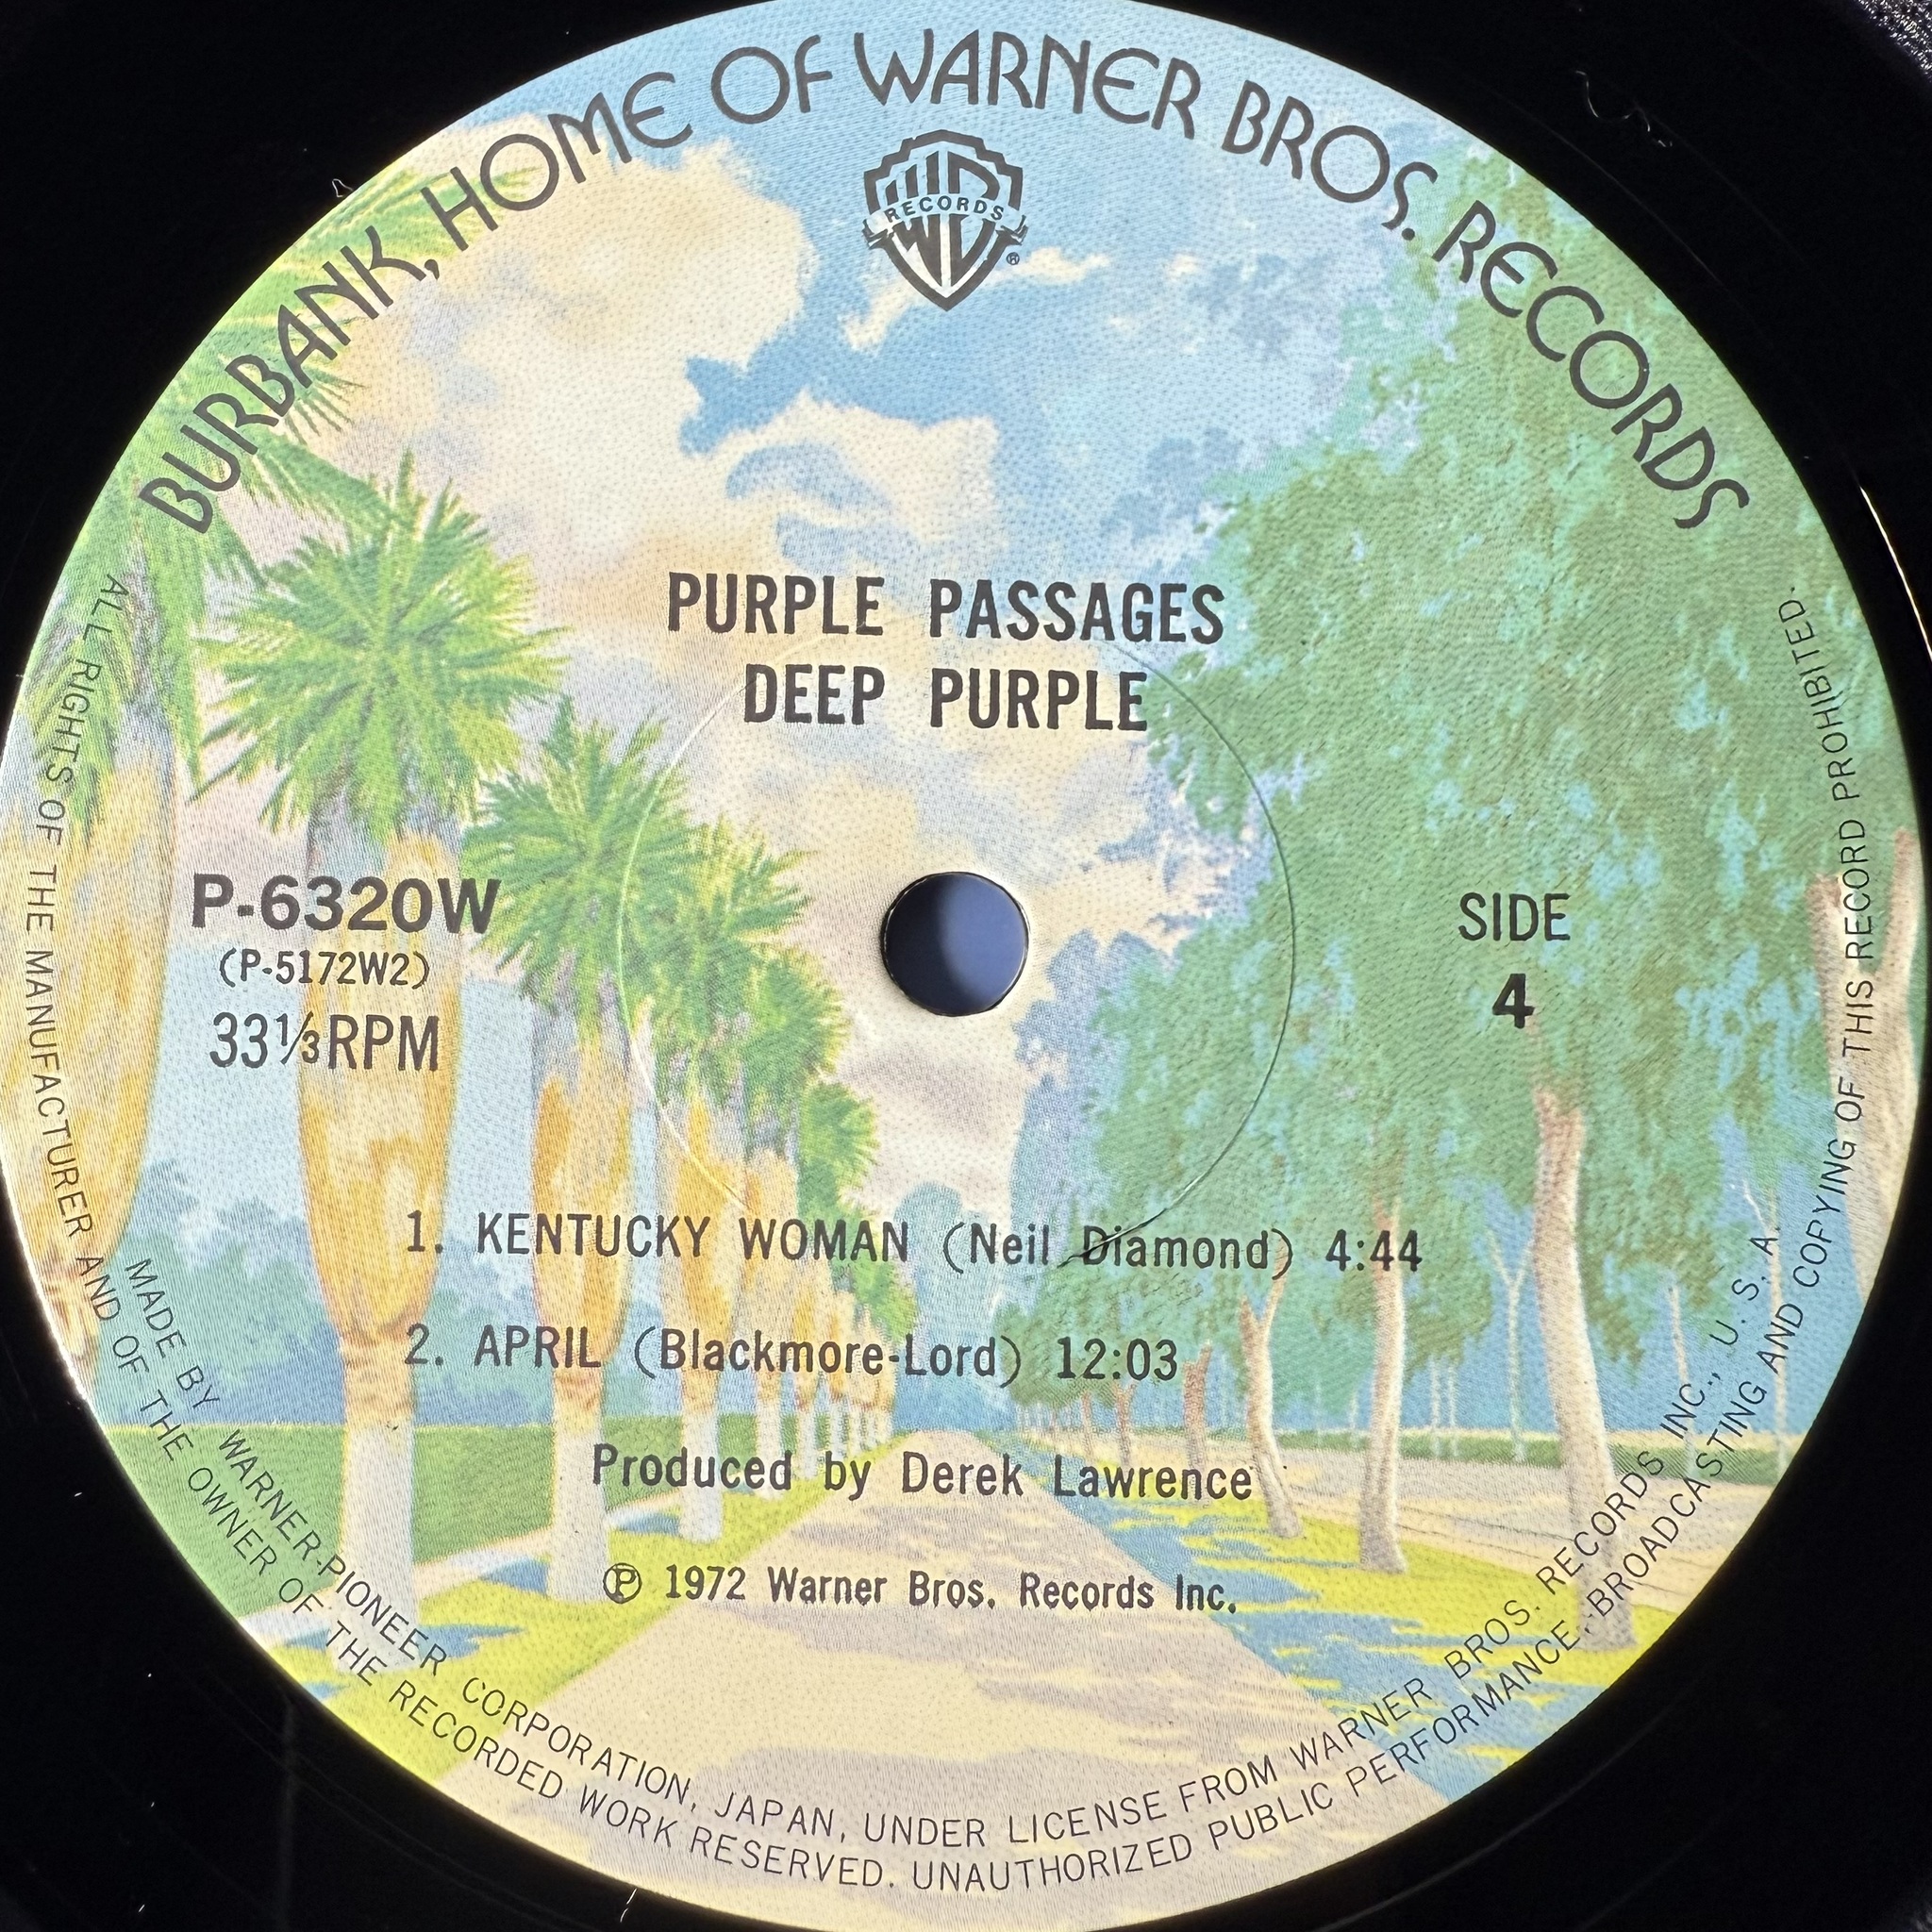 BURBANK, HOME OF WARNER BROS. RECORDS
RECORDS
®
PURPLE PASSAGES
DEEP PURPLE
P-6320W
(P-5172W2)
33⅓RPM
SIDE
4
1. KENTUCKY WOMAN (Neil Diamond) 4:44
2. APRIL (Blackmore-Lord) 12:03
Produced by Derek Lawrence
℗ 1972 Warner Bros. Records Inc.
MADE BY WARNER-PIONEER CORPORATION, JAPAN, UNDER LICENSE FROM WARNER BROS. RECORDS INC., U.S.A.
ALL RIGHTS OF THE MANUFACTURER AND OF THE OWNER OF THE RECORDED WORK RESERVED. UNAUTHORIZED PUBLIC PERFORMANCE, BROADCASTING AND COPYING OF THIS RECORD PROHIBITED.